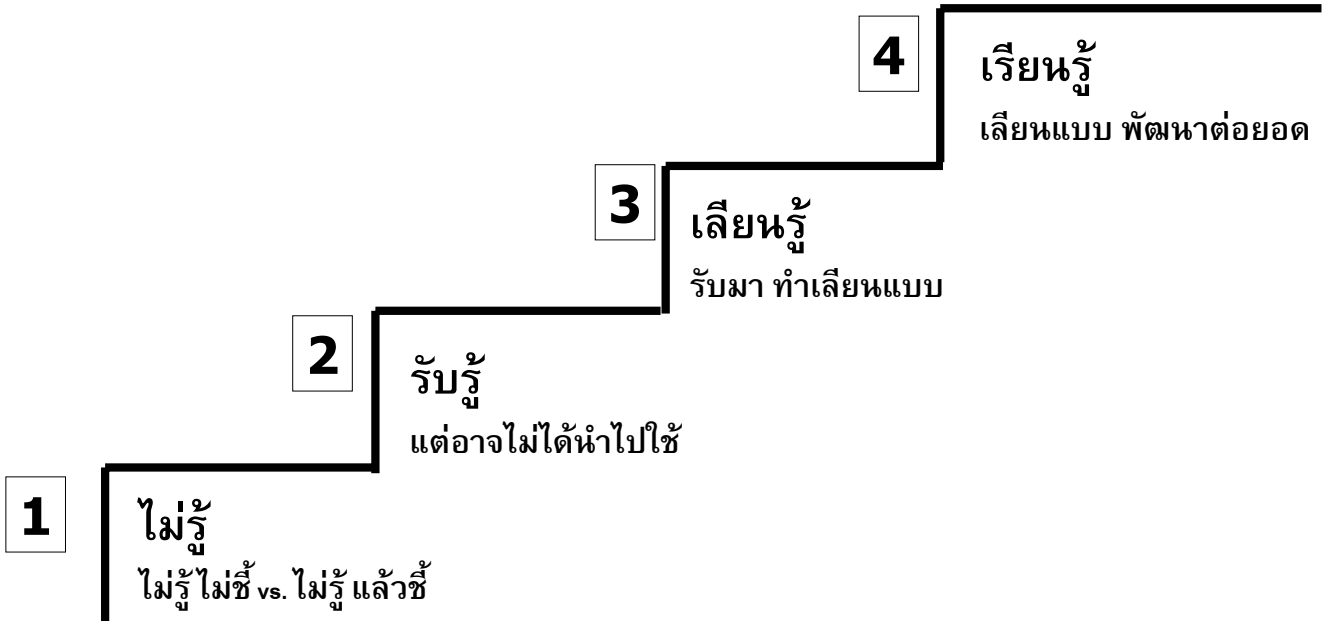 4
เรียนรู้
เลียนแบบ พัฒนาต่อยอด
3
เลียนรู้
รับมา ทำเลียนแบบ
2
รับรู้
แต่อาจไม่ได้นำไปใช้
1
ไม่รู้
ไม่รู้ ไม่ชี้ vs. ไม่รู้ แล้วชี้